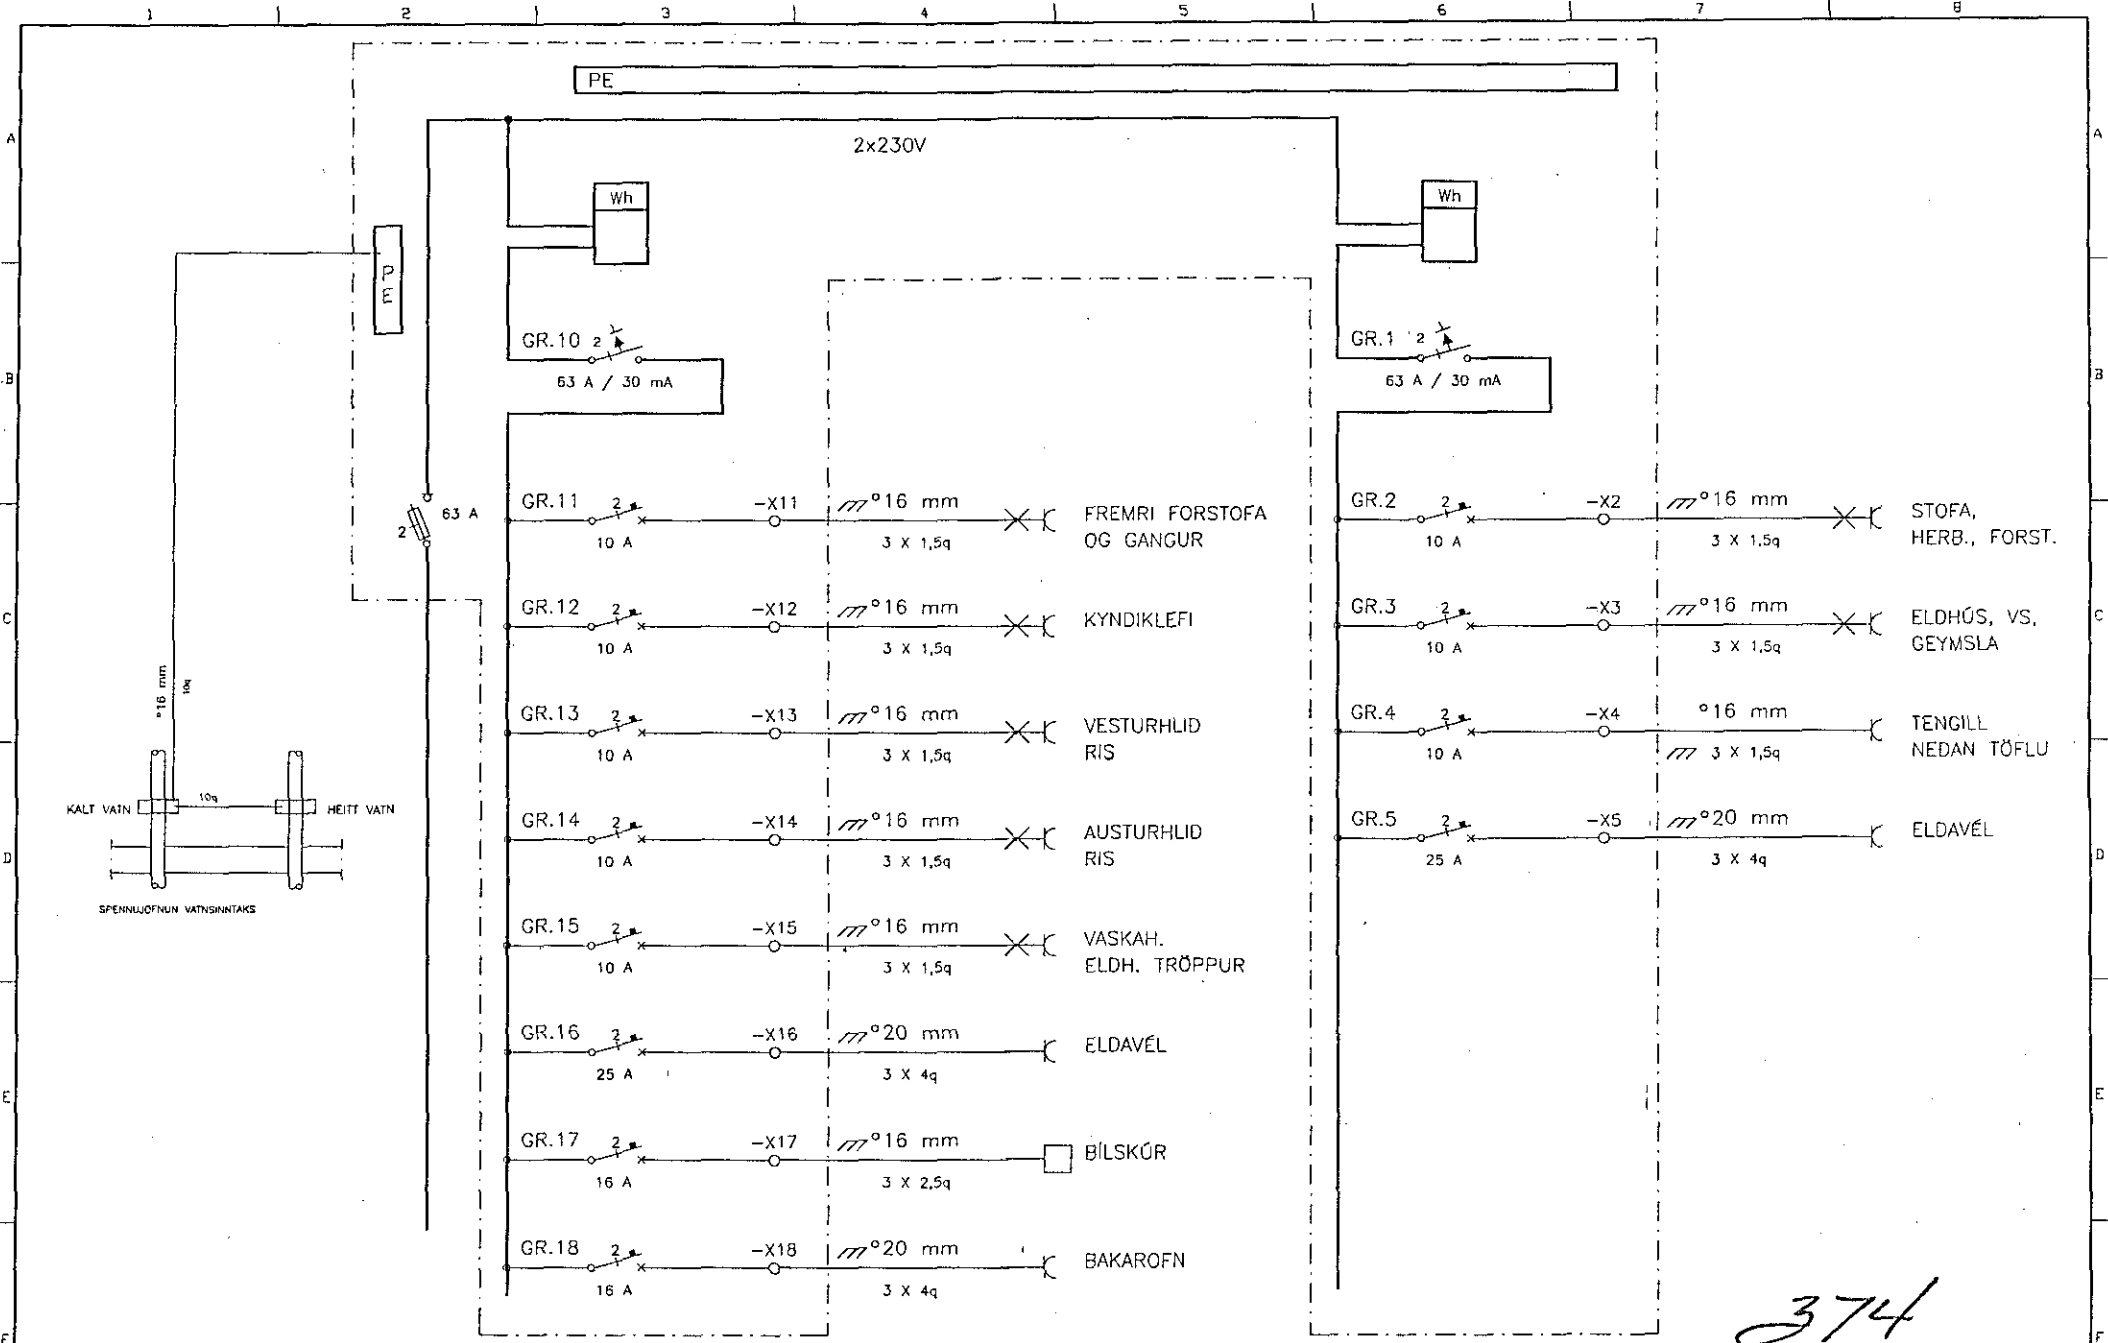 1 2 3 4 5 6 7 8
A
B
C
D
E
F
A
B
C
D
E
F
PE
2x230V
Wh
Wh
PE
GR.10 2
63 A / 30 mA
GR.1 2
63 A / 30 mA
2 63 A
GR.11 2 -X11 °16 mm
10 A 3 X 1,5q
FREMRI FORSTOFA
OG GANGUR
GR.12 2 -X12 °16 mm
10 A 3 X 1,5q
KYNDIKLEFI
GR.13 2 -X13 °16 mm
10 A 3 X 1,5q
VESTURHLID
RIS
GR.14 2 -X14 °16 mm
10 A 3 X 1,5q
AUSTURHLID
RIS
GR.15 2 -X15 °16 mm
10 A 3 X 1,5q
VASKAH.
ELDH. TRÖPPUR
GR.16 2 -X16 °20 mm
25 A 3 X 4q
ELDAVÉL
GR.17 2 -X17 °16 mm
16 A 3 X 2,5q
BÍLSKÚR
GR.18 2 -X18 °20 mm
16 A 3 X 4q
BAKAROFN
GR.2 2 -X2 °16 mm
10 A 3 X 1,5q
STOFA,
HERB., FORST.
GR.3 2 -X3 °16 mm
10 A 3 X 1,5q
ELDHÚS, VS,
GEYMSLA
GR.4 2 -X4 °16 mm
10 A 3 X 1,5q
TENGILL
NEDAN TÖFLU
GR.5 2 -X5 °20 mm
25 A 3 X 4q
ELDAVÉL
°16 mm
10q
KALT VATN 10q HEITT VATN
SPENNUJÖFNUN VATNSINNTAKS
374